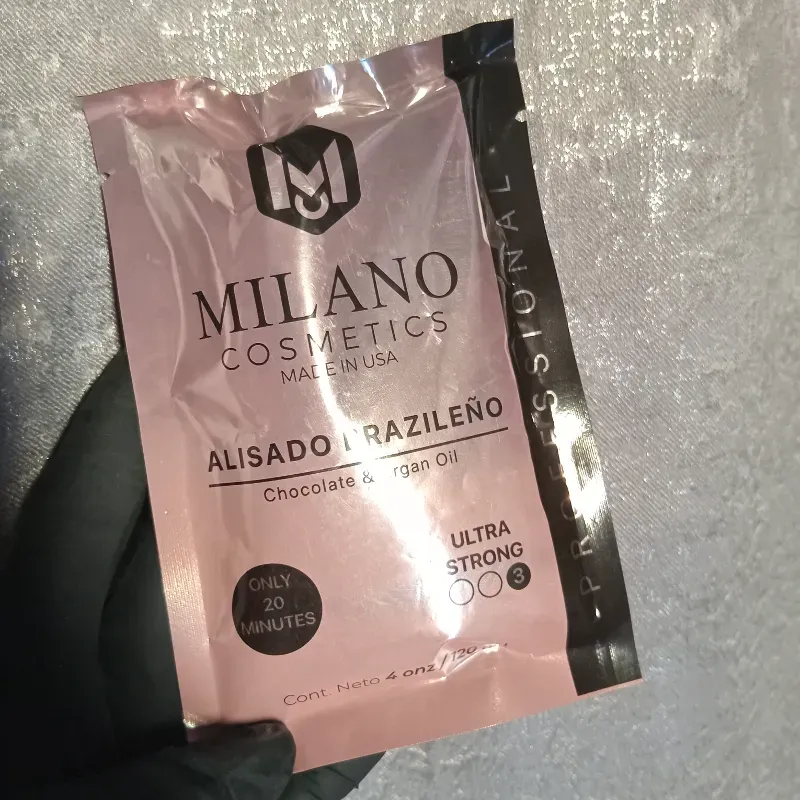 MILANO
COSMETICS
MADE IN USA
ALISADO BRAZILEÑO
Chocolate & Argan Oil
ULTRA
STRONG
3
ONLY
20
MINUTES
Cont. Neto 4 onz / 120
PROFESSIONAL